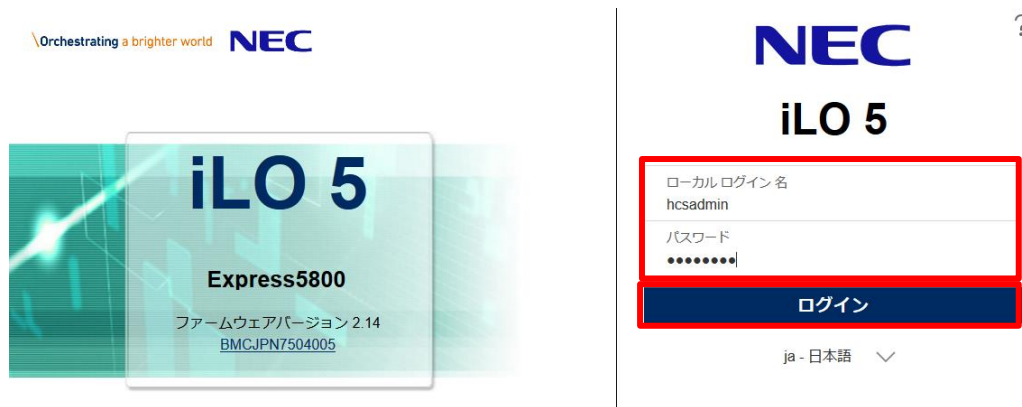 \Orchestrating a brighter world NEC
iLO 5
Express5800
ファームウェアバージョン 2.14
BMCJPN7504005
NEC
?
iLO 5
ローカル ログイン 名
hcsadmin
パスワード
●●●●●●●●
ログイン
ja - 日本語